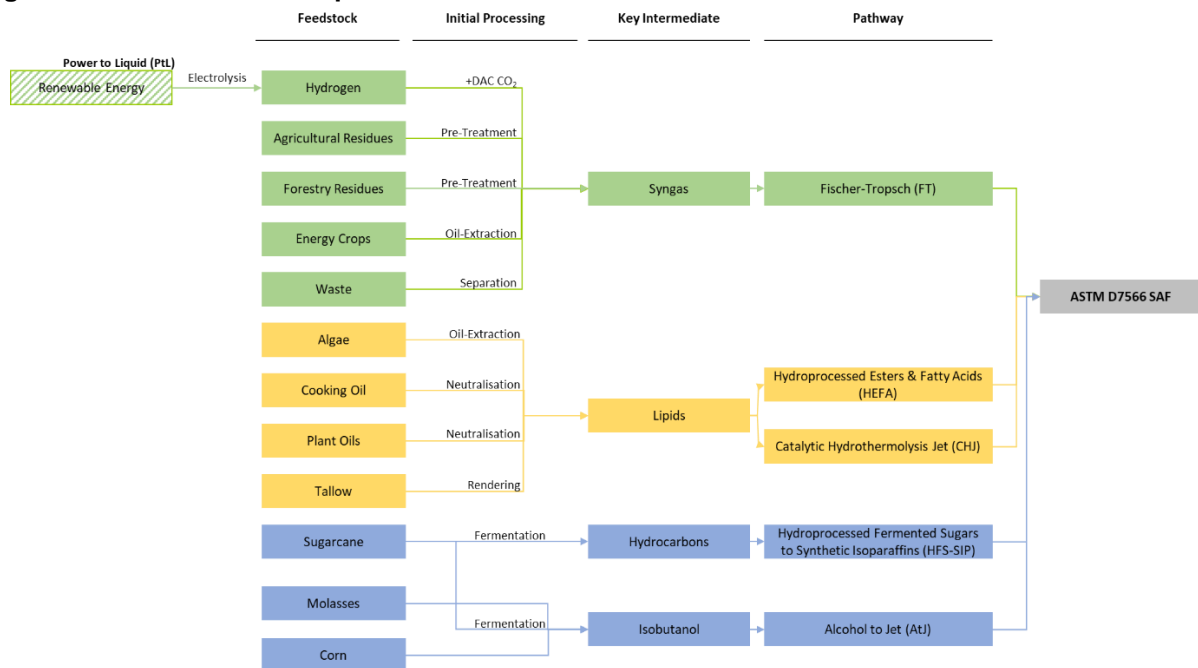 Feedstock
Initial Processing
Key Intermediate
Pathway
Power to Liquid (PtL)
Renewable Energy
Electrolysis
Hydrogen
+DAC CO₂
Agricultural Residues
Pre-Treatment
Forestry Residues
Pre-Treatment
Syngas
Fischer-Tropsch (FT)
Energy Crops
Oil-Extraction
Waste
Separation
ASTM D7566 SAF
Algae
Oil-Extraction
Cooking Oil
Neutralisation
Hydroprocessed Esters & Fatty Acids
(HEFA)
Lipids
Plant Oils
Neutralisation
Catalytic Hydrothermolysis Jet (CHJ)
Tallow
Rendering
Sugarcane
Fermentation
Hydrocarbons
Hydroprocessed Fermented Sugars
to Synthetic Isoparaffins (HFS-SIP)
Molasses
Fermentation
Isobutanol
Alcohol to Jet (AtJ)
Corn